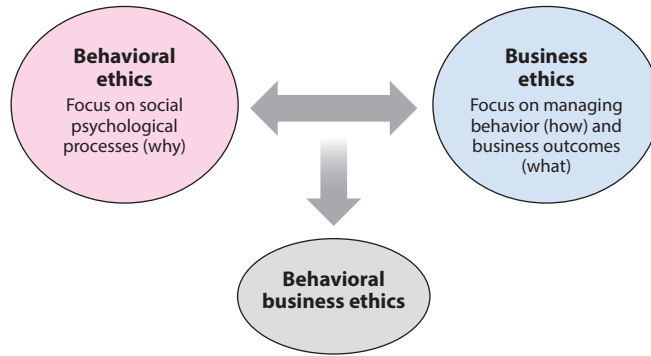 Behavioral
ethics
Focus on social
psychological
processes (why)
Business
ethics
Focus on managing
behavior (how) and
business outcomes
(what)
Behavioral
business ethics